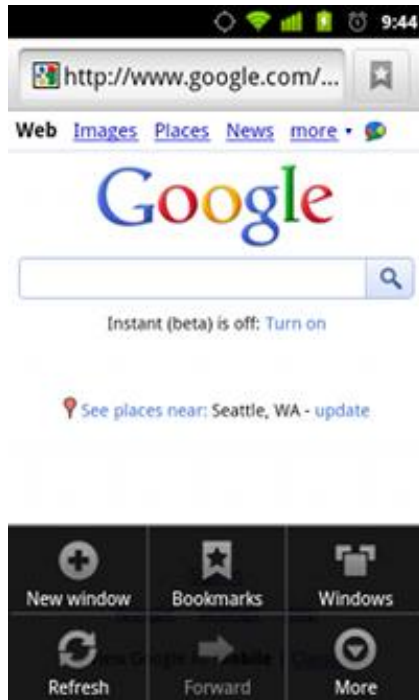 9:44
http://www.google.com/...
Web Images Places News more
Google
Instant (beta) is off: Turn on
See places near: Seattle, WA - update
New window Bookmarks Windows
Refresh Forward More